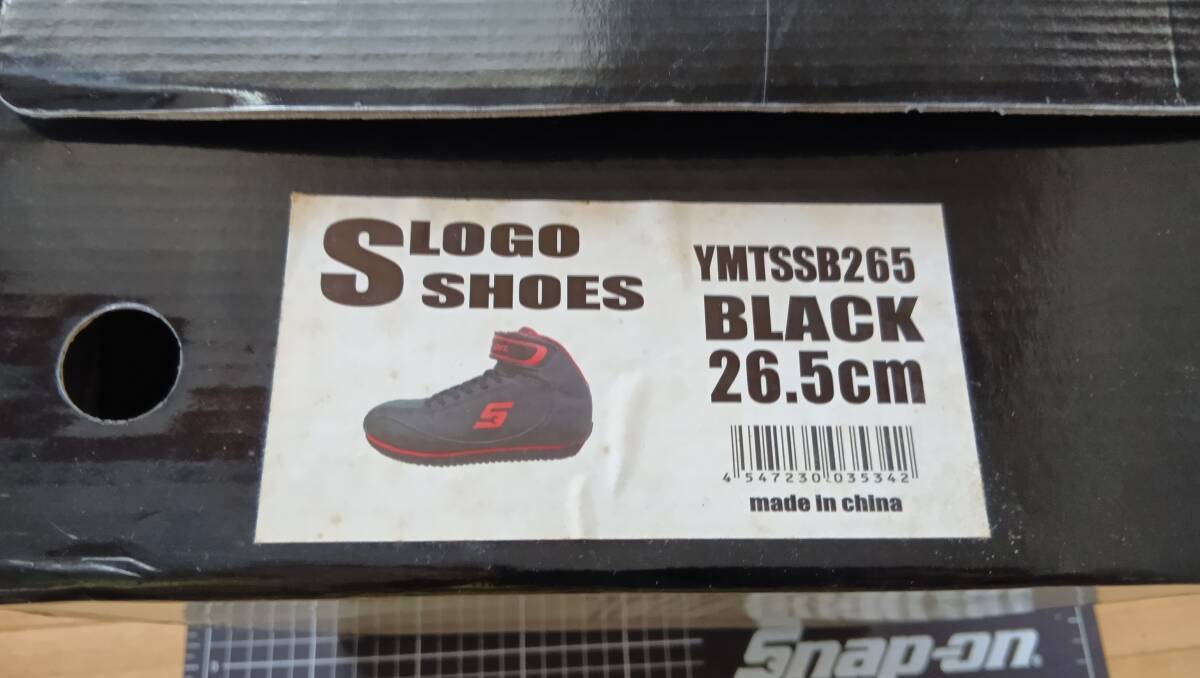 S LOGO
SHOES
YMTSSB265
BLACK
26.5cm
4 547230 035342
made in china
Snap-on